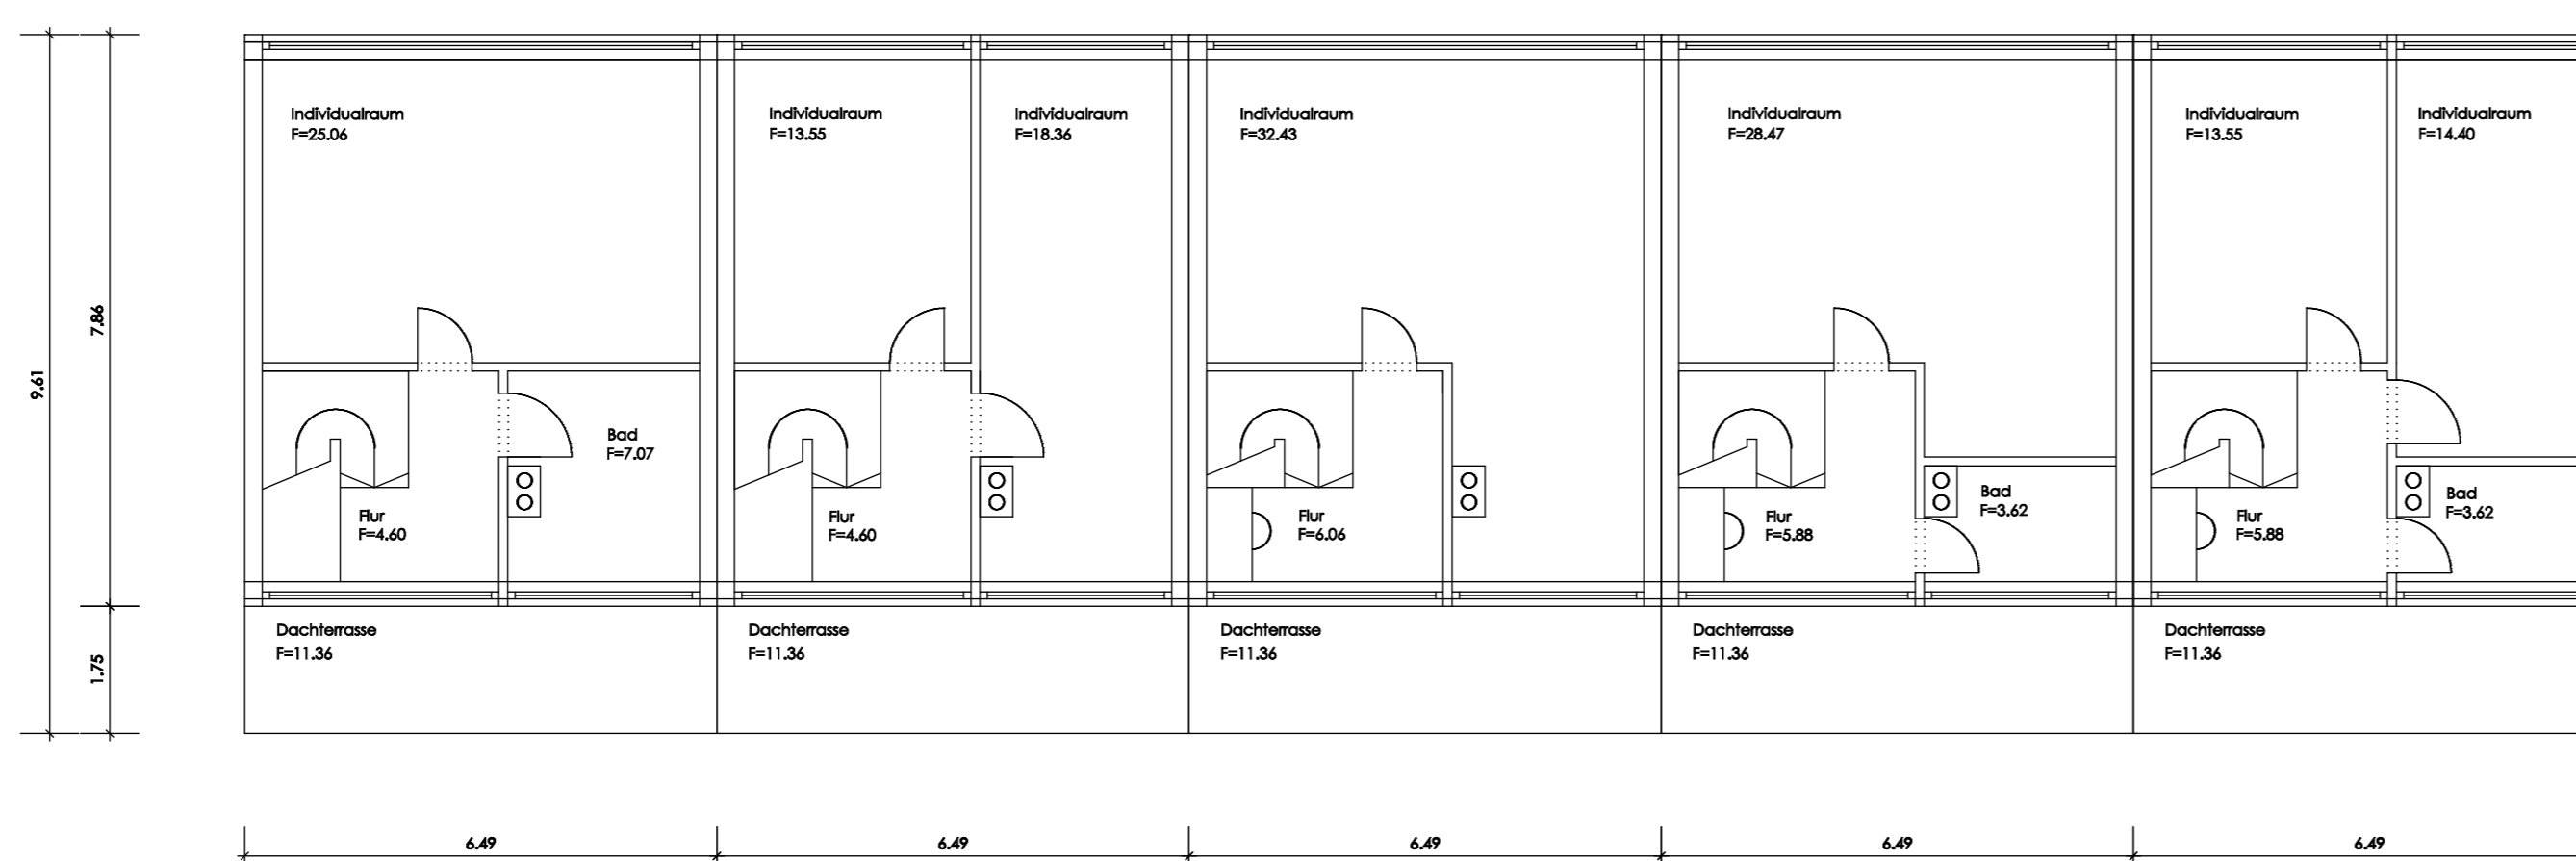 Individualraum
F=25.06
Individualraum
F=13.55
Individualraum
F=18.36
Individualraum
F=32.43
Individualraum
F=28.47
Individualraum
F=13.55
Individualraum
F=14.40
7.86
9.61
Bad
F=7.07
Flur
F=4.60
Flur
F=4.60
Flur
F=6.06
Flur
F=5.88
Bad
F=3.62
Flur
F=5.88
Bad
F=3.62
1.75
Dachterrasse
F=11.36
Dachterrasse
F=11.36
Dachterrasse
F=11.36
Dachterrasse
F=11.36
Dachterrasse
F=11.36
6.49
6.49
6.49
6.49
6.49